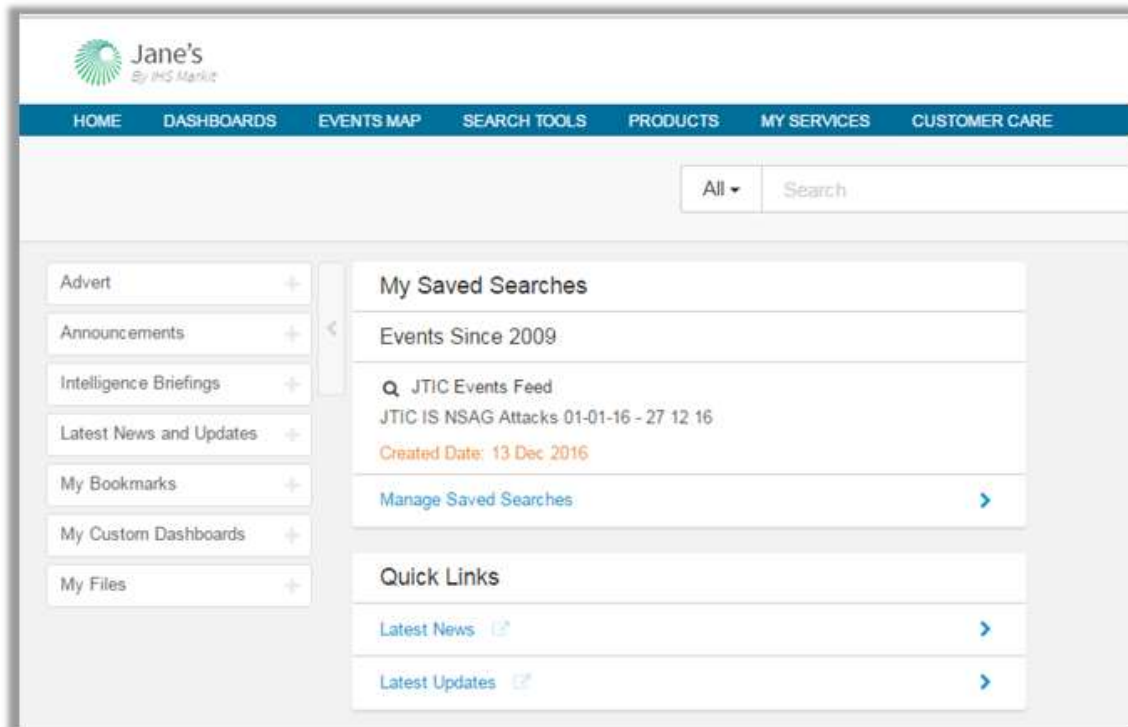 Jane's
By IHS Markit
HOME DASHBOARDS EVENTS MAP SEARCH TOOLS PRODUCTS MY SERVICES CUSTOMER CARE
All Search
Advert
Announcements
Intelligence Briefings
Latest News and Updates
My Bookmarks
My Custom Dashboards
My Files
My Saved Searches
Events Since 2009
JTIC Events Feed
JTIC IS NSAG Attacks 01-01-16 - 27 12 16
Created Date: 13 Dec 2016
Manage Saved Searches
Quick Links
Latest News
Latest Updates